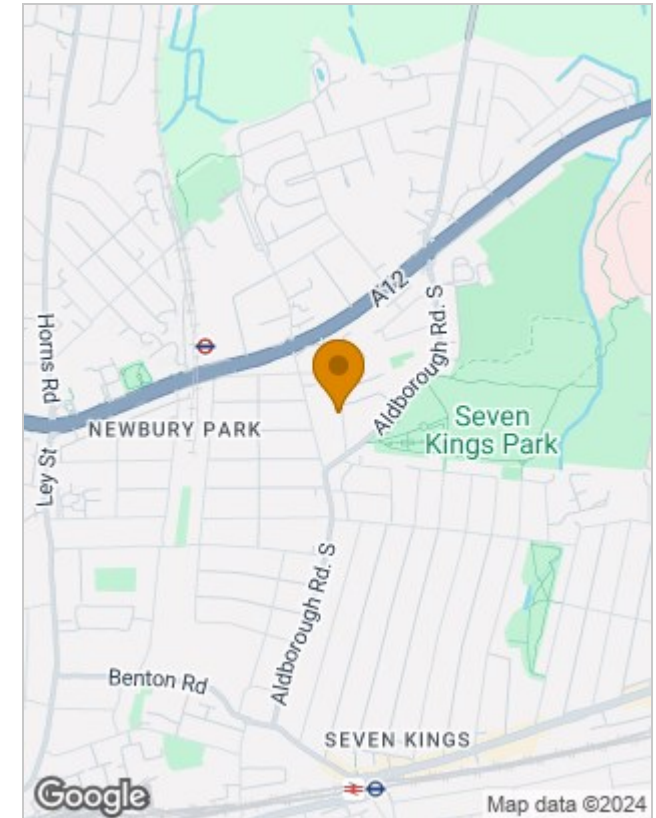 A12
Horns Rd
Aldborough Rd. S
NEWBURY PARK
Seven
Kings Park
Ley St
Aldborough Rd. S
Benton Rd
SEVEN KINGS
Google
Map data ©2024